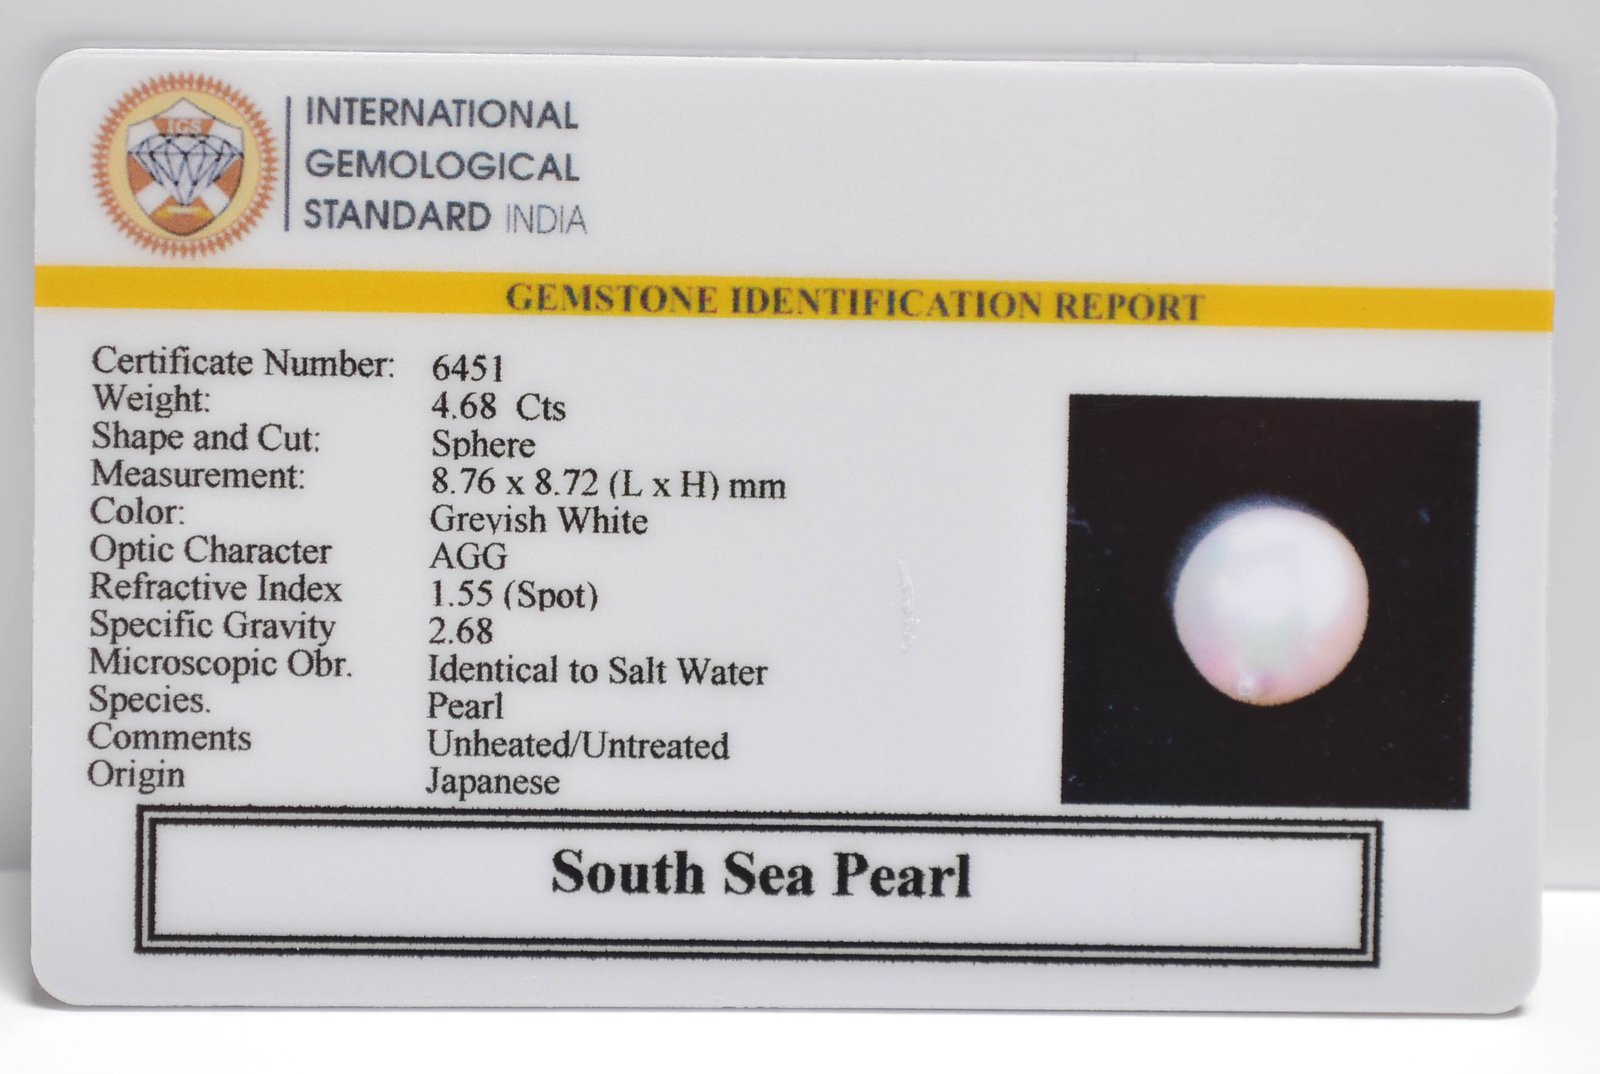 IGS
INTERNATIONAL
GEMOLOGICAL
STANDARD INDIA
GEMSTONE IDENTIFICATION REPORT
Certificate Number: 6451
Weight: 4.68 Cts
Shape and Cut: Sphere
Measurement: 8.76 x 8.72 (L x H) mm
Color: Greyish White
Optic Character AGG
Refractive Index 1.55 (Spot)
Specific Gravity 2.68
Microscopic Obr. Identical to Salt Water
Species. Pearl
Comments Unheated/Untreated
Origin Japanese
South Sea Pearl